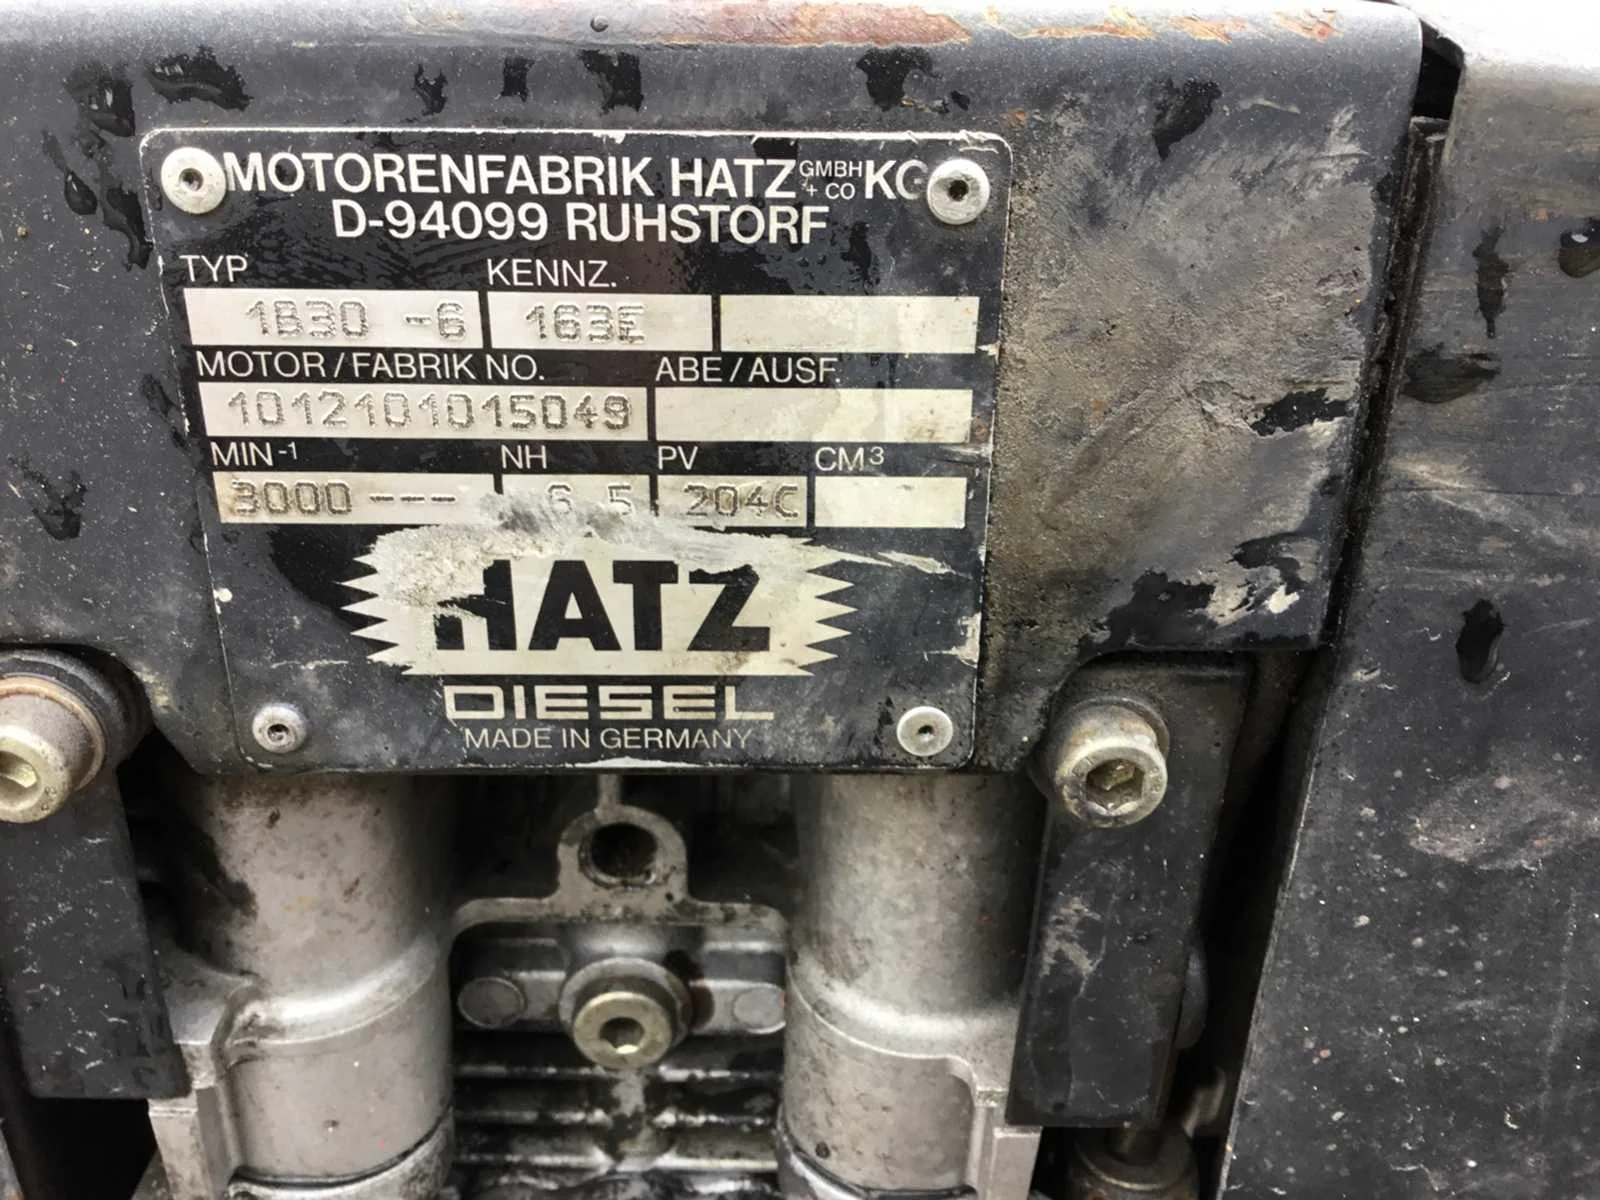 MOTORENFABRIK HATZ GMBH + CO KG
D-94099 RUHSTORF
TYP KENNZ.
1B30 -6 163E
MOTOR/FABRIK NO. ABE/AUSF.
1012101015049
MIN-1 NH PV CM3
3000--- 6 5 204C
HATZ
DIESEL
MADE IN GERMANY